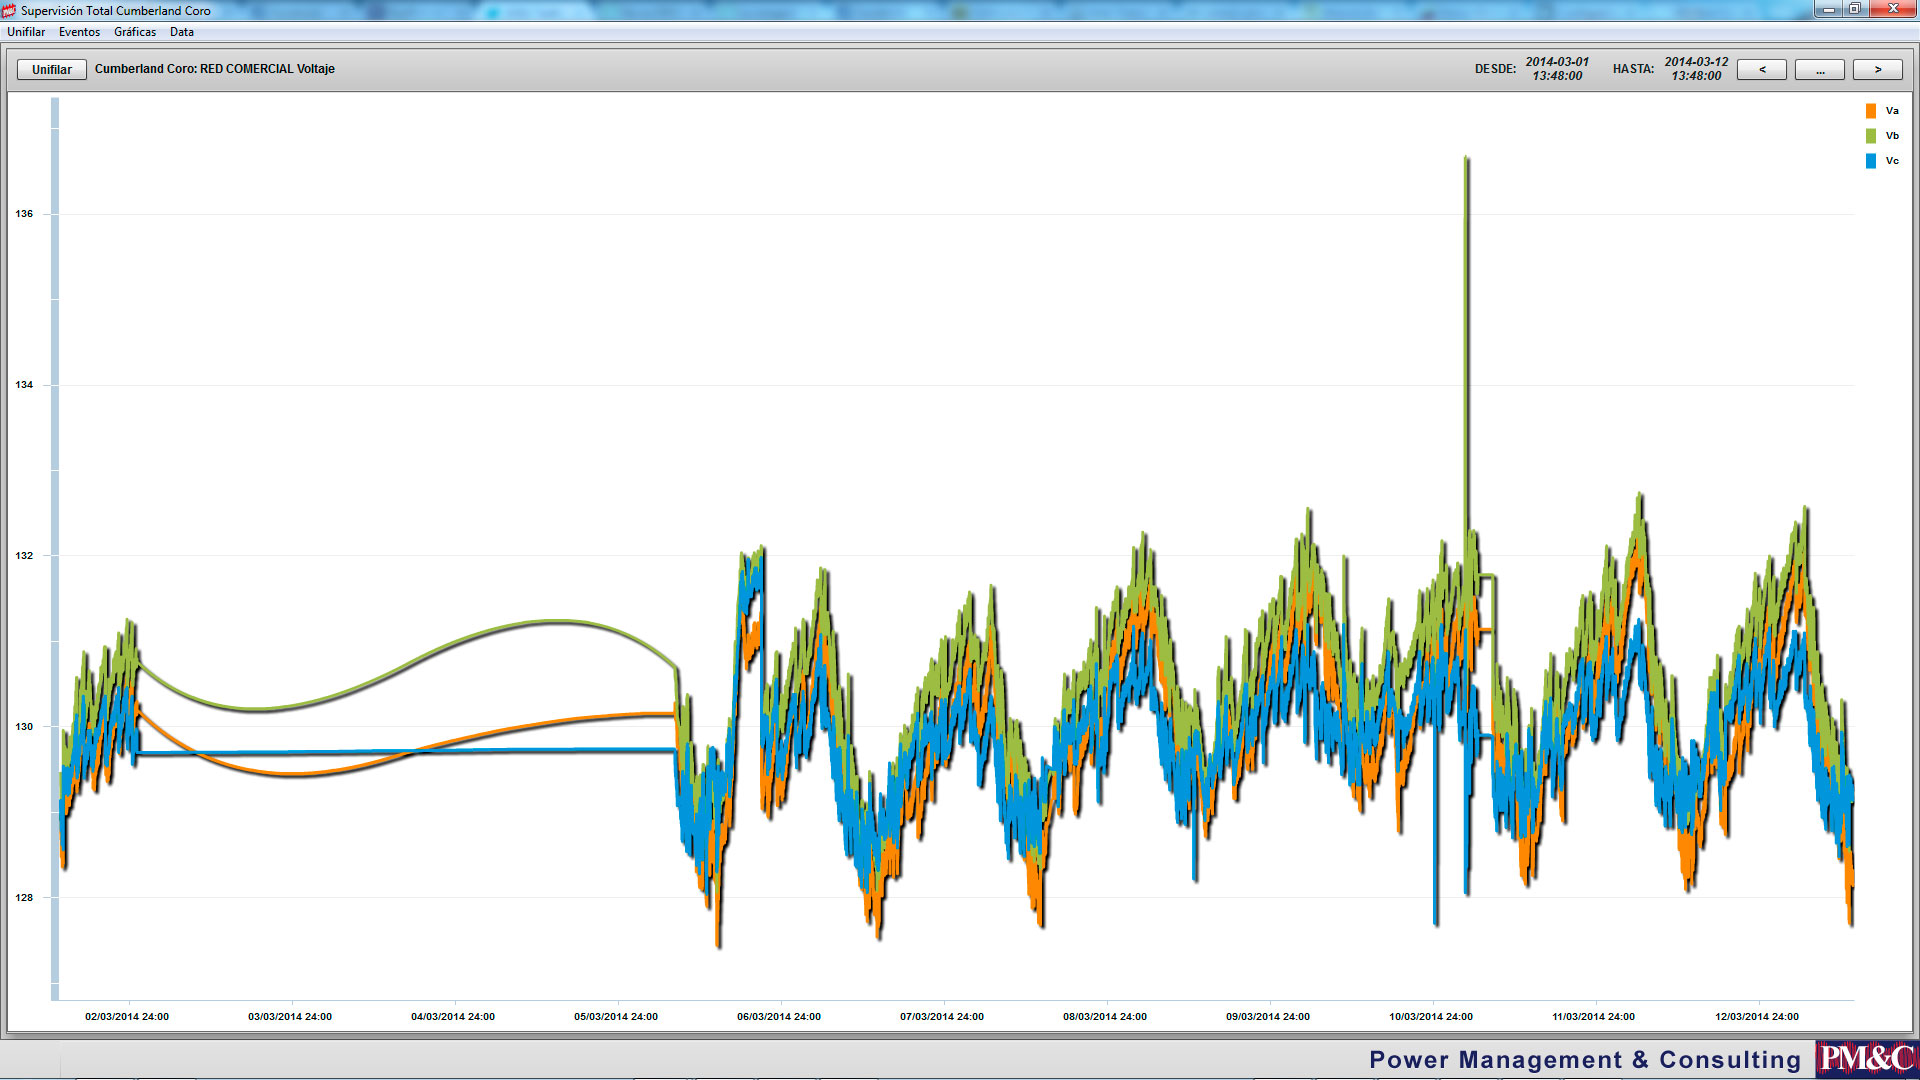 Supervisión Total Cumberland Coro
Unifilar Eventos Gráficas Data
Unifilar Cumberland Coro: RED COMERCIAL Voltaje DESDE: 2014-03-01 13:48:00 HASTA: 2014-03-12 13:48:00 < ... >
Va
Vb
Vc
136
134
132
130
128
02/03/2014 24:00 03/03/2014 24:00 04/03/2014 24:00 05/03/2014 24:00 06/03/2014 24:00 07/03/2014 24:00 08/03/2014 24:00 09/03/2014 24:00 10/03/2014 24:00 11/03/2014 24:00 12/03/2014 24:00
Power Management & Consulting PM&C